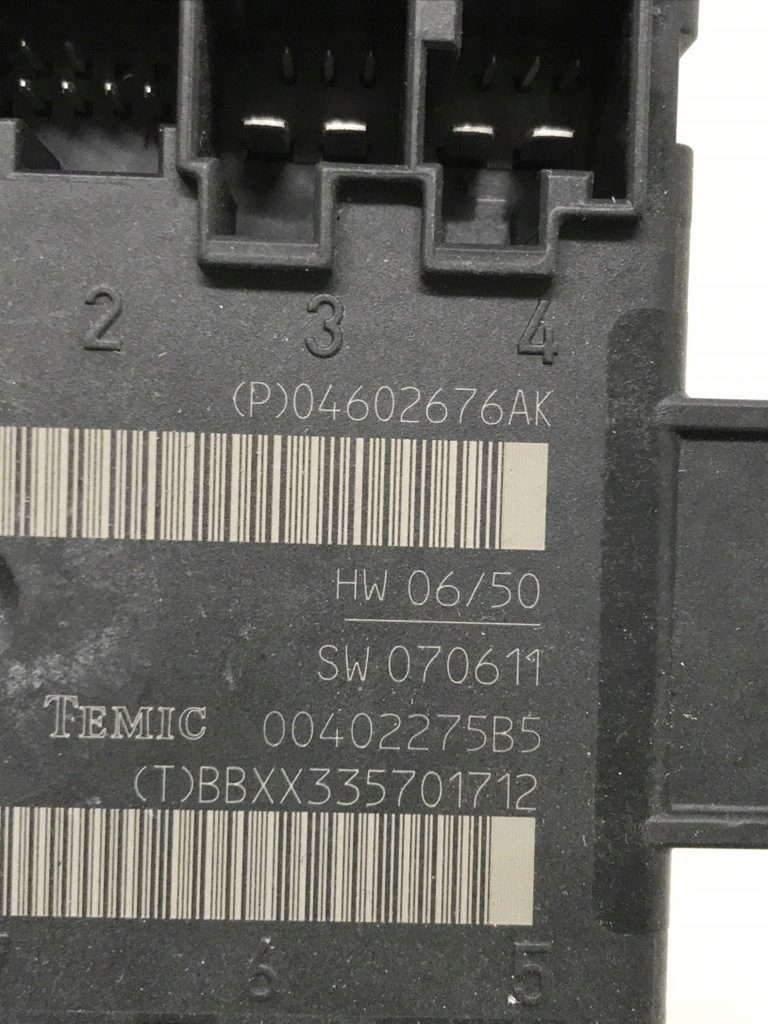 2 3 4
(P)04602676AK
HW 06/50
SW 070611
TEMIC 00402275B5
(T)BBXX335701712
6 5